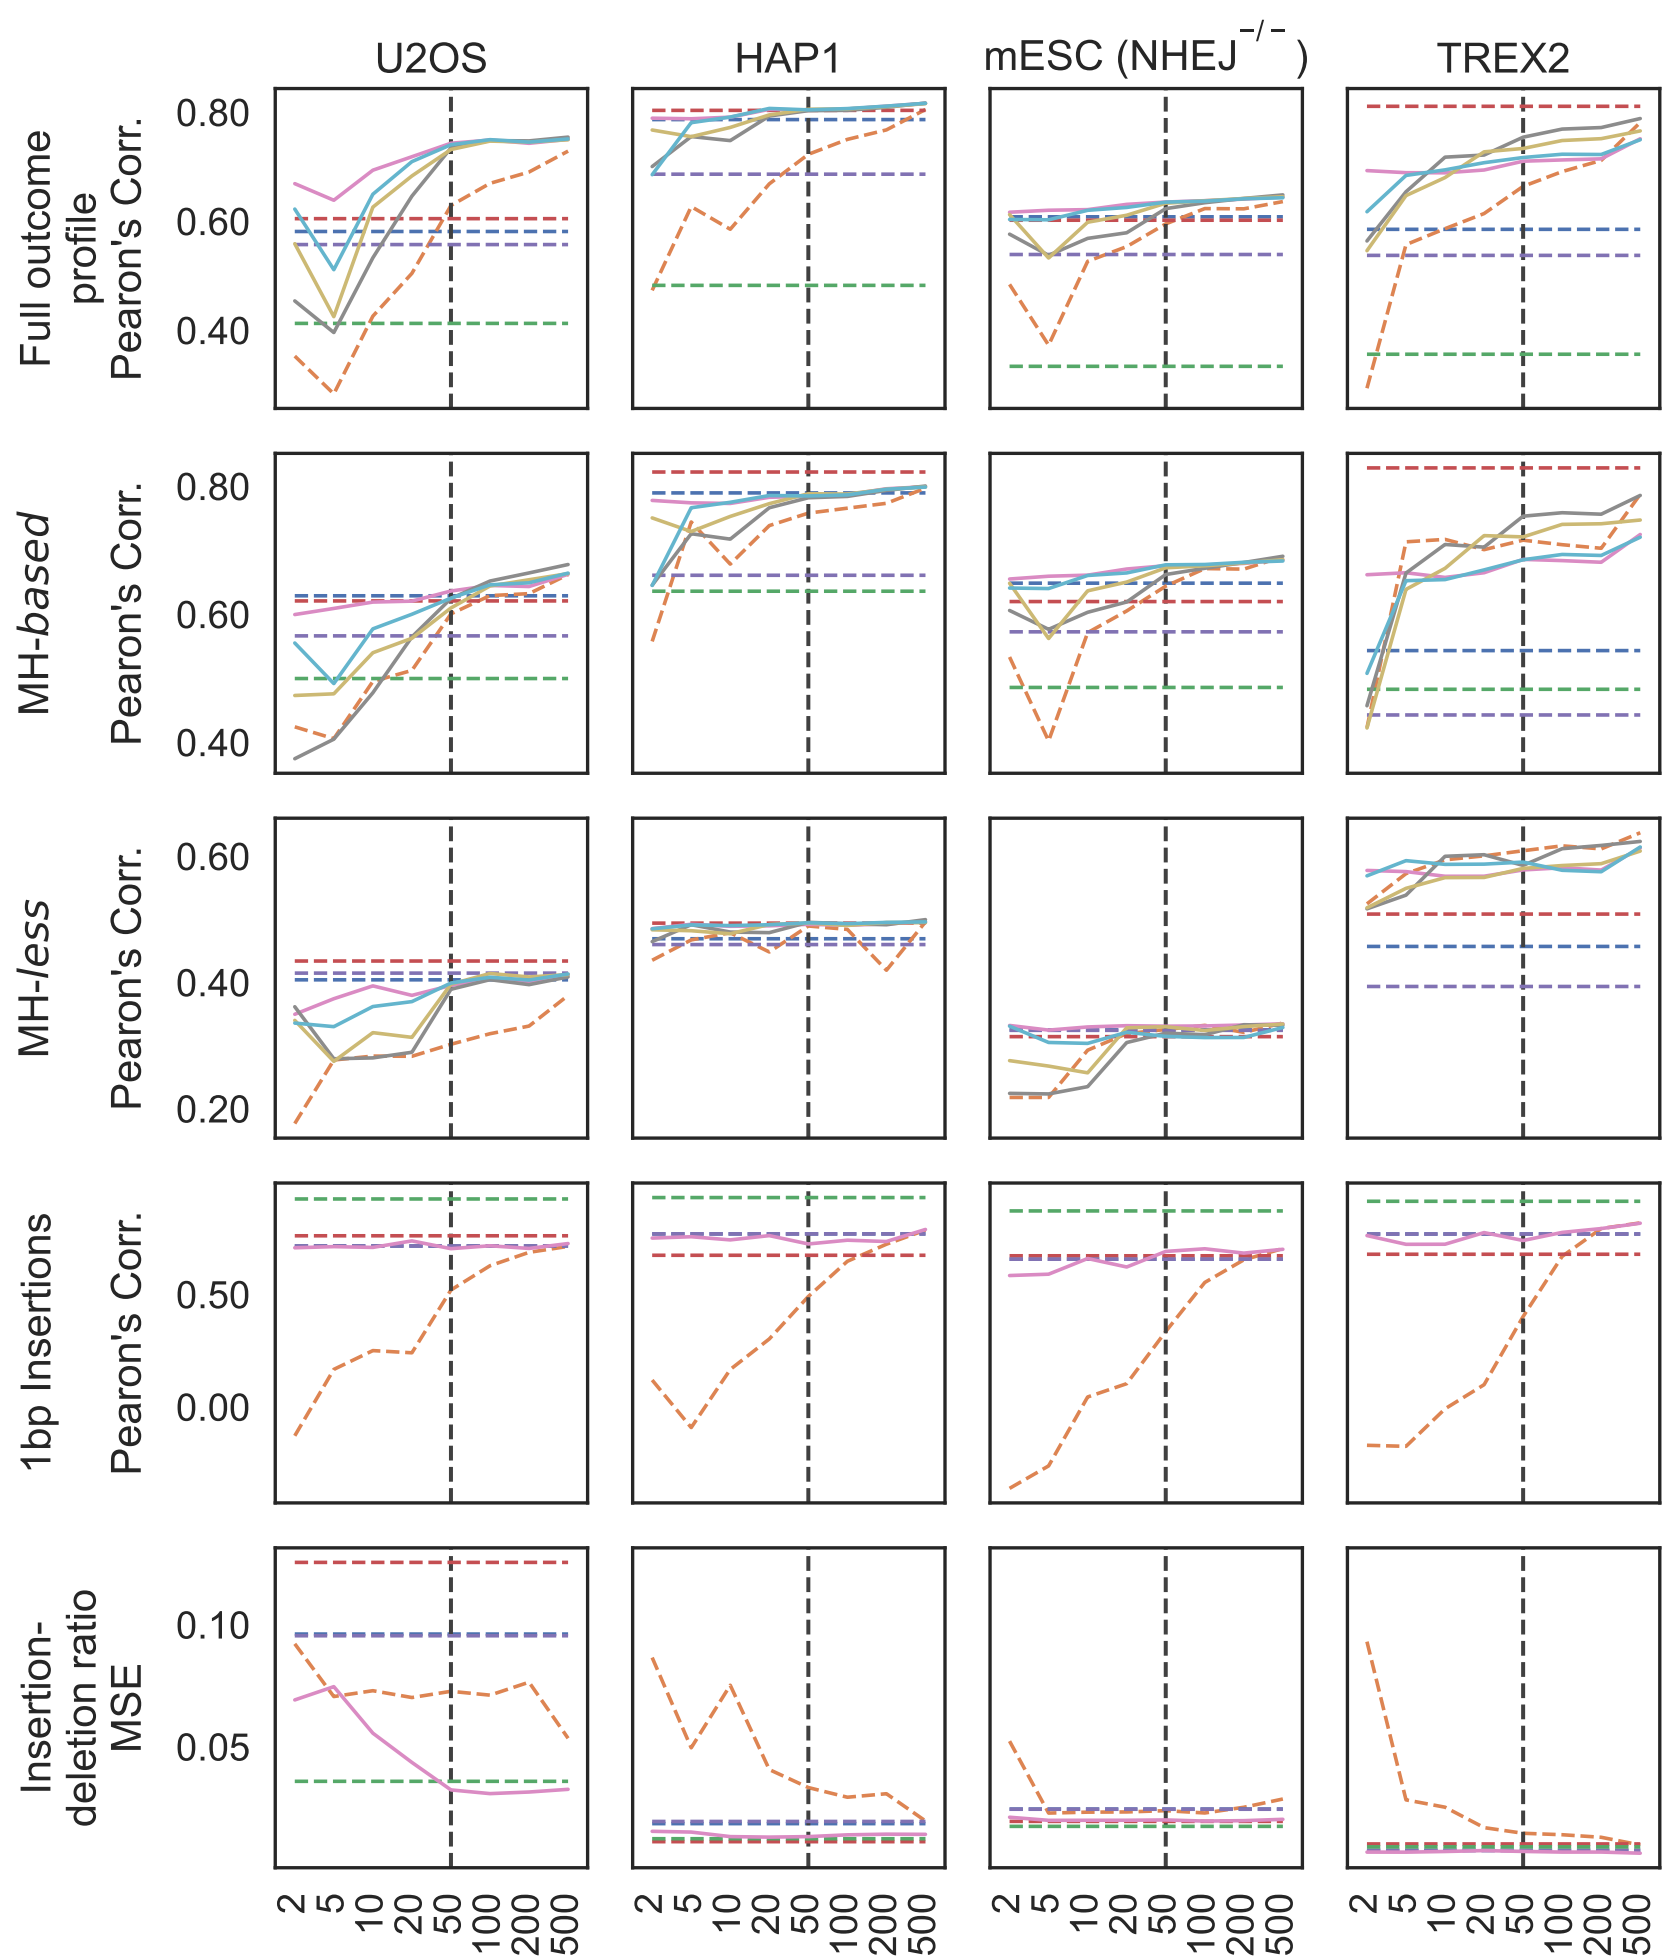 U2OS
HAP1
mESC (NHEJ−/−)
TREX2
Full outcome
profile
Pearon's Corr.
0.80
0.60
0.40
MH-based
Pearon's Corr.
0.80
0.60
0.40
MH-less
Pearon's Corr.
0.60
0.40
0.20
1bp Insertions
Pearon's Corr.
0.50
0.00
Insertion-
deletion ratio
MSE
0.10
0.05
2 5 10 20 50 100 200 500
2 5 10 20 50 100 200 500
2 5 10 20 50 100 200 500
2 5 10 20 50 100 200 500